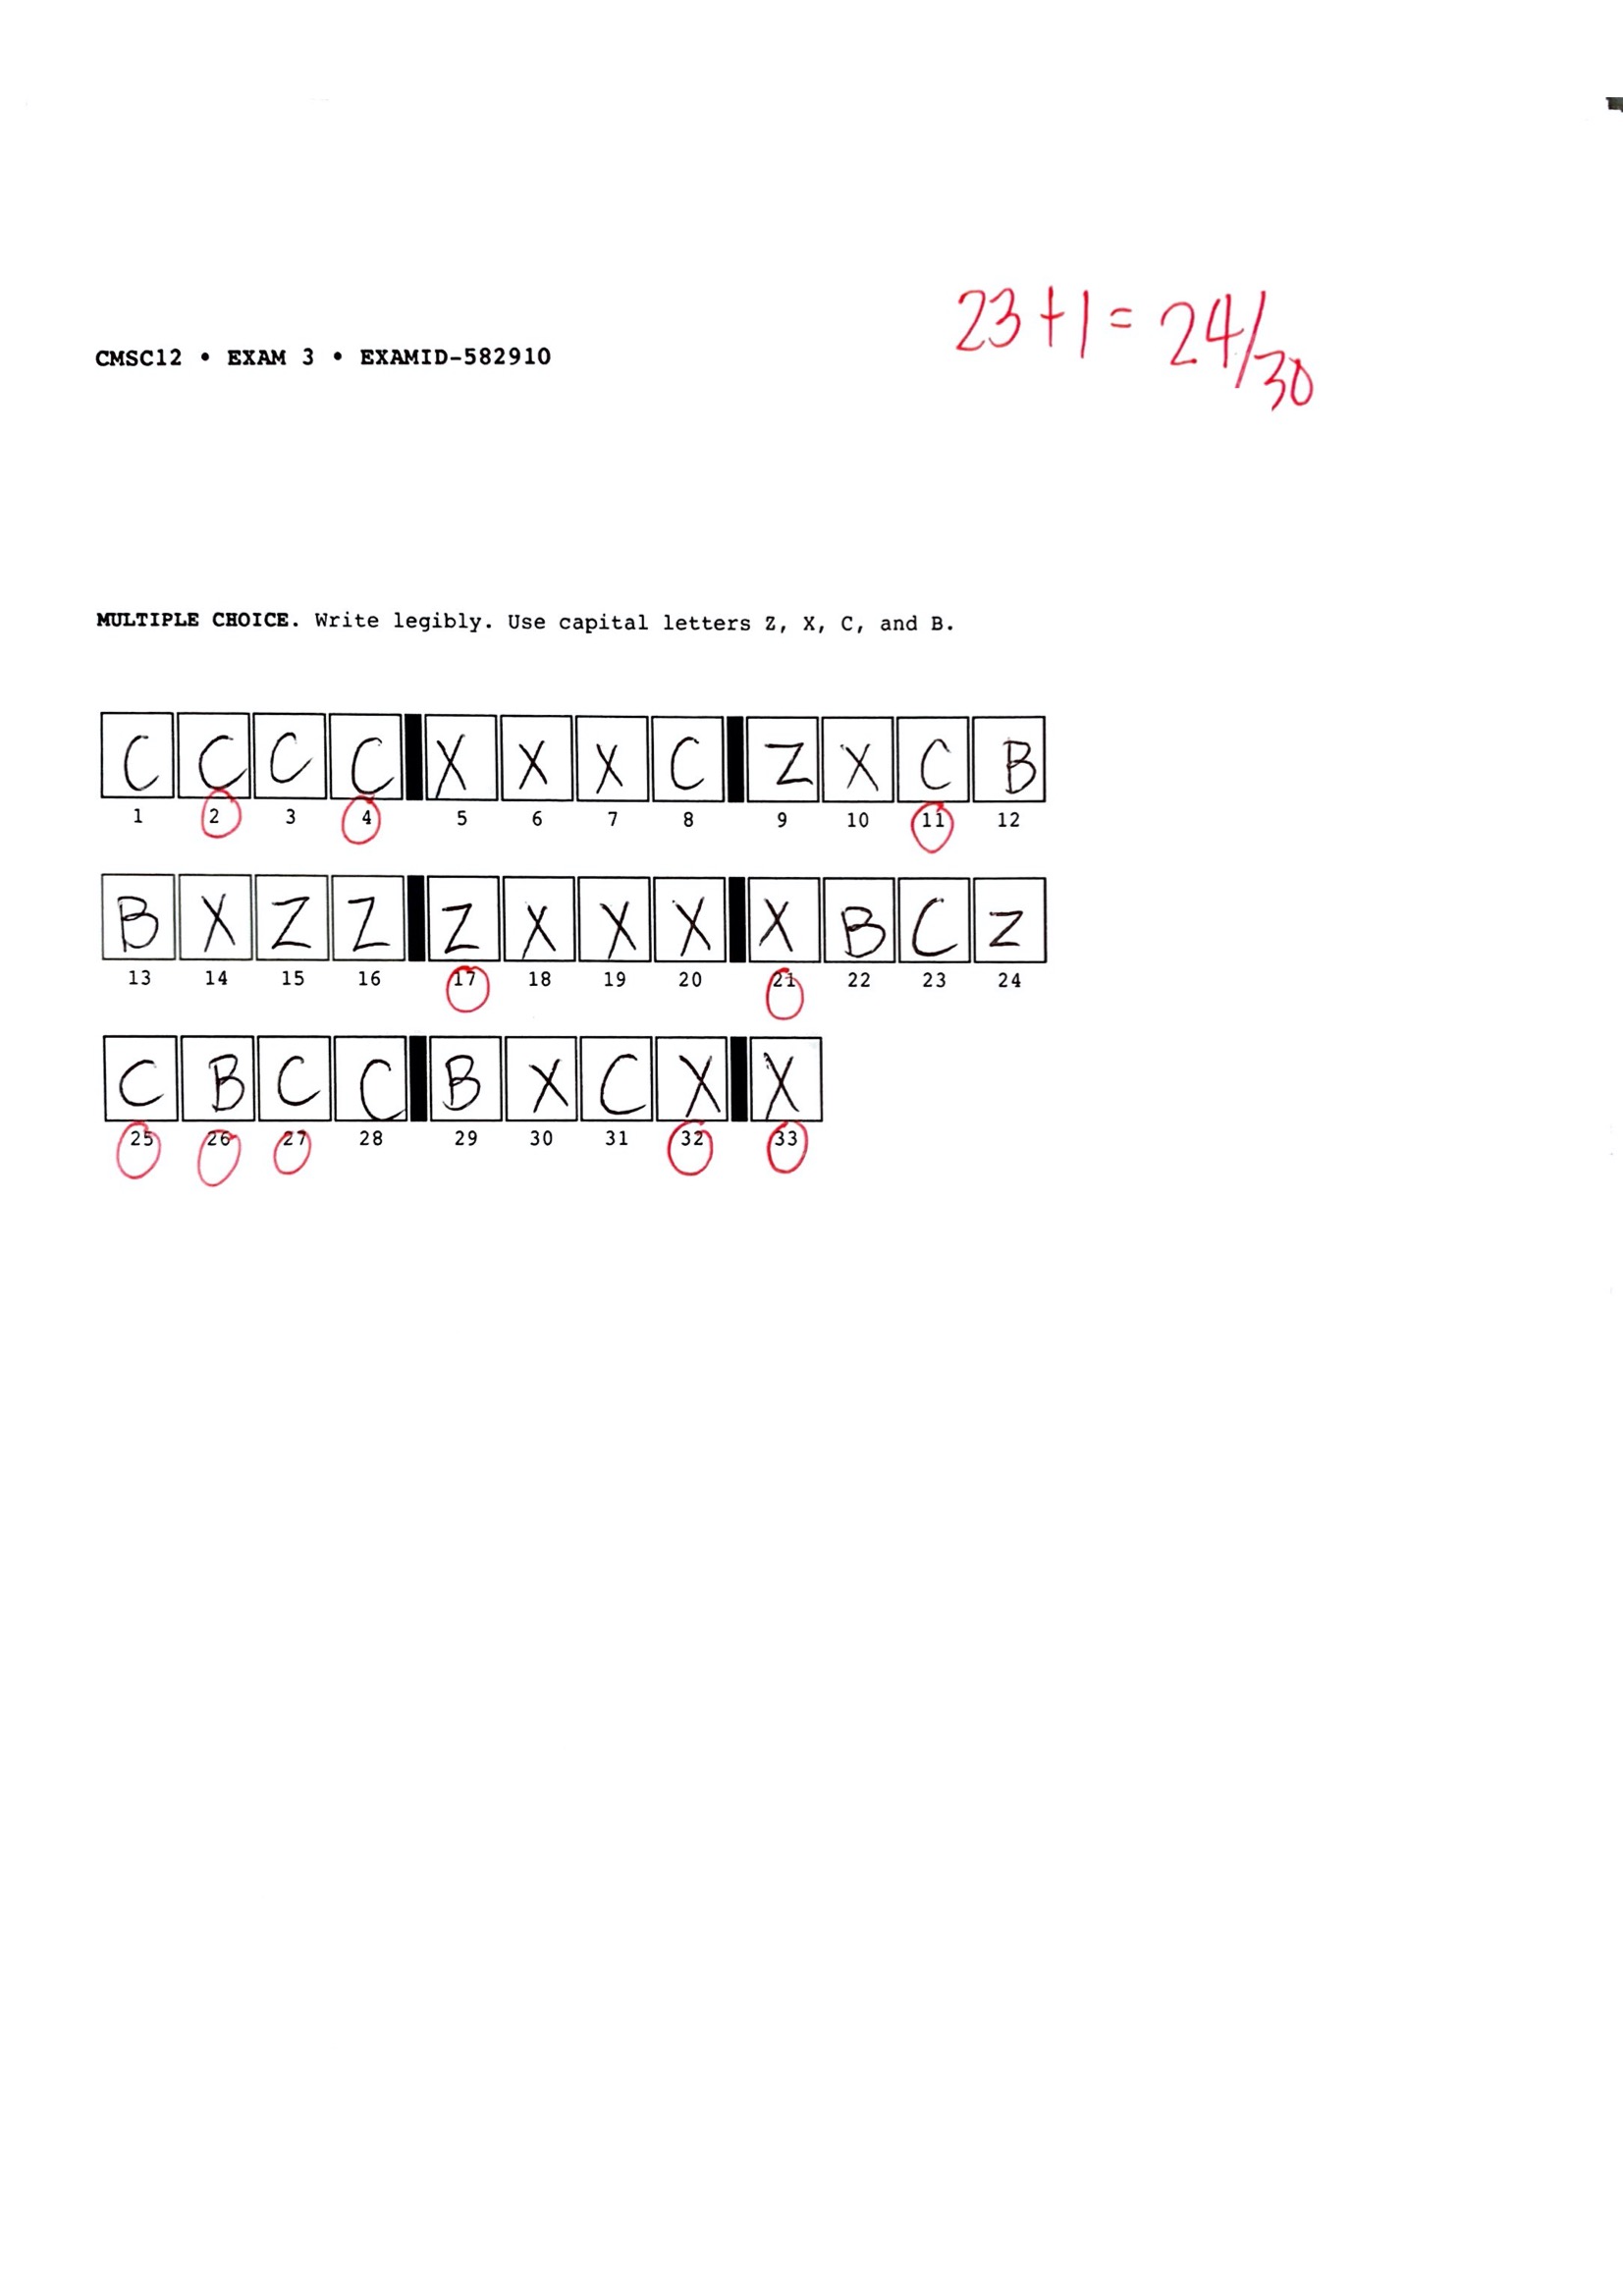 23+1 = 24/30
CMSC12 • EXAM 3 • EXAMID-582910
MULTIPLE CHOICE. Write legibly. Use capital letters Z, X, C, and B.
C C C C X X X C Z X C B
1 2 3 4 5 6 7 8 9 10 11 12
B X Z Z Z X X X X B C Z
13 14 15 16 17 18 19 20 21 22 23 24
C B C C B X C X X
25 26 27 28 29 30 31 32 33